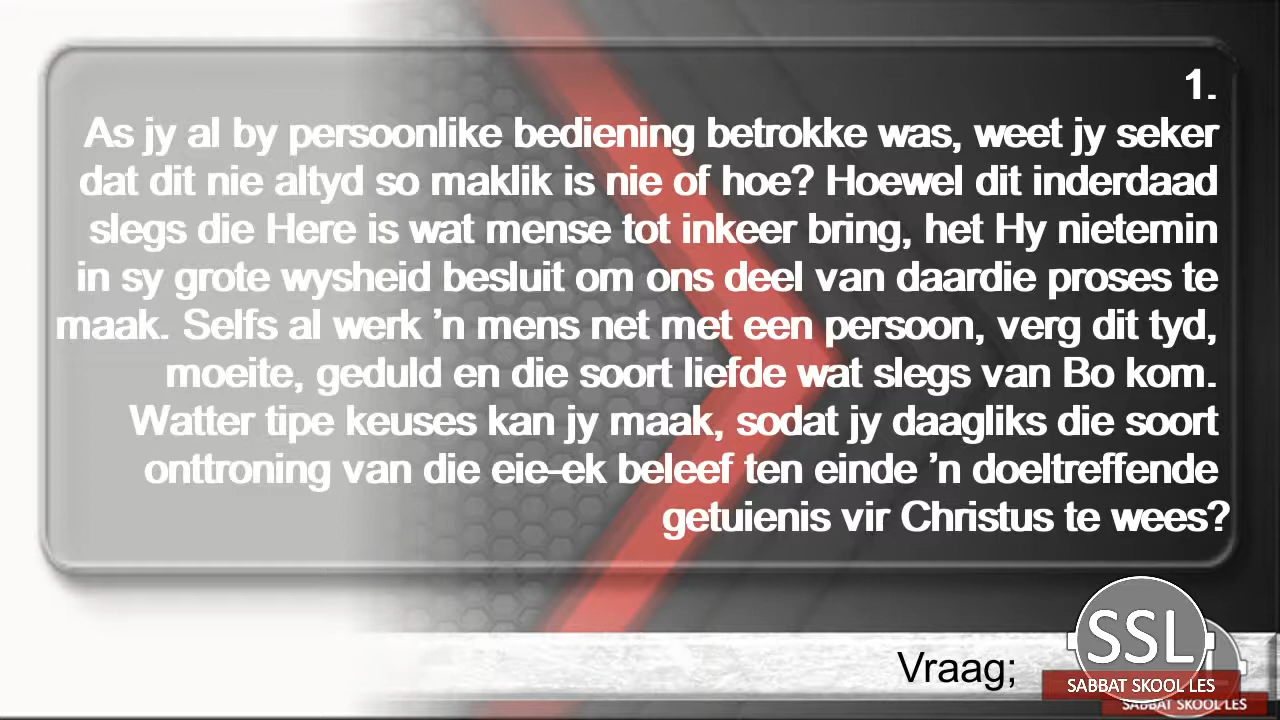 1.
As jy al by persoonlike bediening betrokke was, weet jy seker
dat dit nie altyd so maklik is nie of hoe? Hoewel dit inderdaad
slegs die Here is wat mense tot inkeer bring, het Hy nietemin
in sy grote wysheid besluit om ons deel van daardie proses te
maak. Selfs al werk ’n mens net met een persoon, verg dit tyd,
moeite, geduld en die soort liefde wat slegs van Bo kom.
Watter tipe keuses kan jy maak, sodat jy daagliks die soort
onttroning van die eie–ek beleef ten einde ’n doeltreffende
getuienis vir Christus te wees?
Vraag;
SSL
SABBAT SKOOL LES
L
SABBAT SKOOL LES